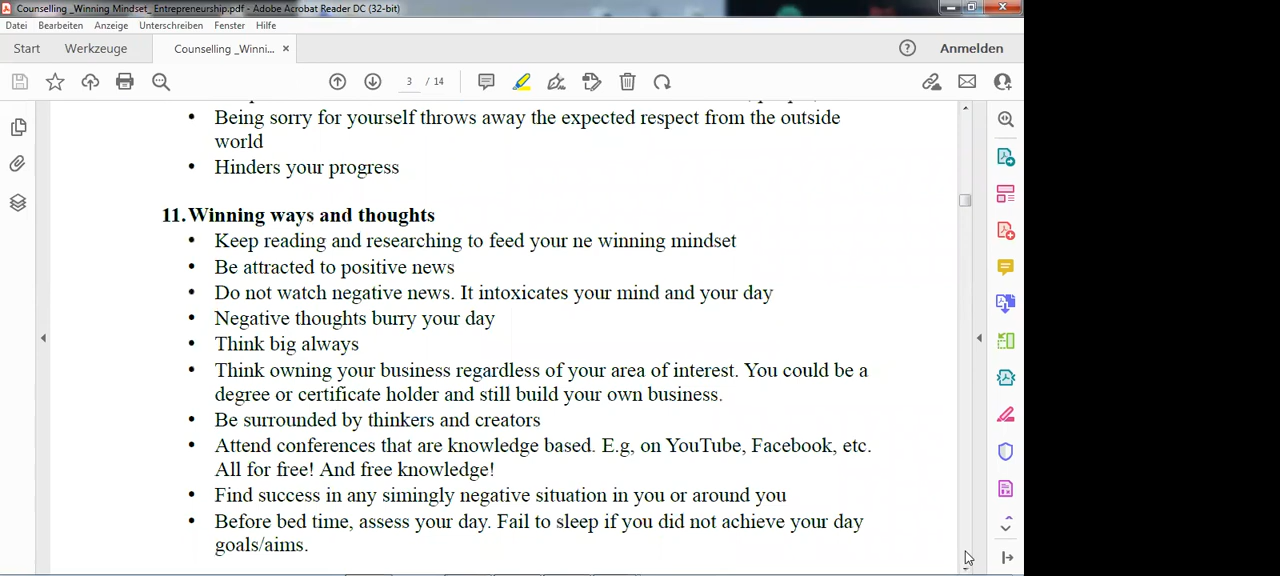 Counselling _Winning Mindset_ Entrepreneurship.pdf - Adobe Acrobat Reader DC (32-bit)
Datei Bearbeiten Anzeige Unterschreiben Fenster Hilfe
Start Werkzeuge Counselling _Winni... × Anmelden
3 / 14
• Being sorry for yourself throws away the expected respect from the outside
world
• Hinders your progress
11. Winning ways and thoughts
• Keep reading and researching to feed your ne winning mindset
• Be attracted to positive news
• Do not watch negative news. It intoxicates your mind and your day
• Negative thoughts burry your day
• Think big always
• Think owning your business regardless of your area of interest. You could be a
degree or certificate holder and still build your own business.
• Be surrounded by thinkers and creators
• Attend conferences that are knowledge based. E.g, on YouTube, Facebook, etc.
All for free! And free knowledge!
• Find success in any simingly negative situation in you or around you
• Before bed time, assess your day. Fail to sleep if you did not achieve your day
goals/aims.